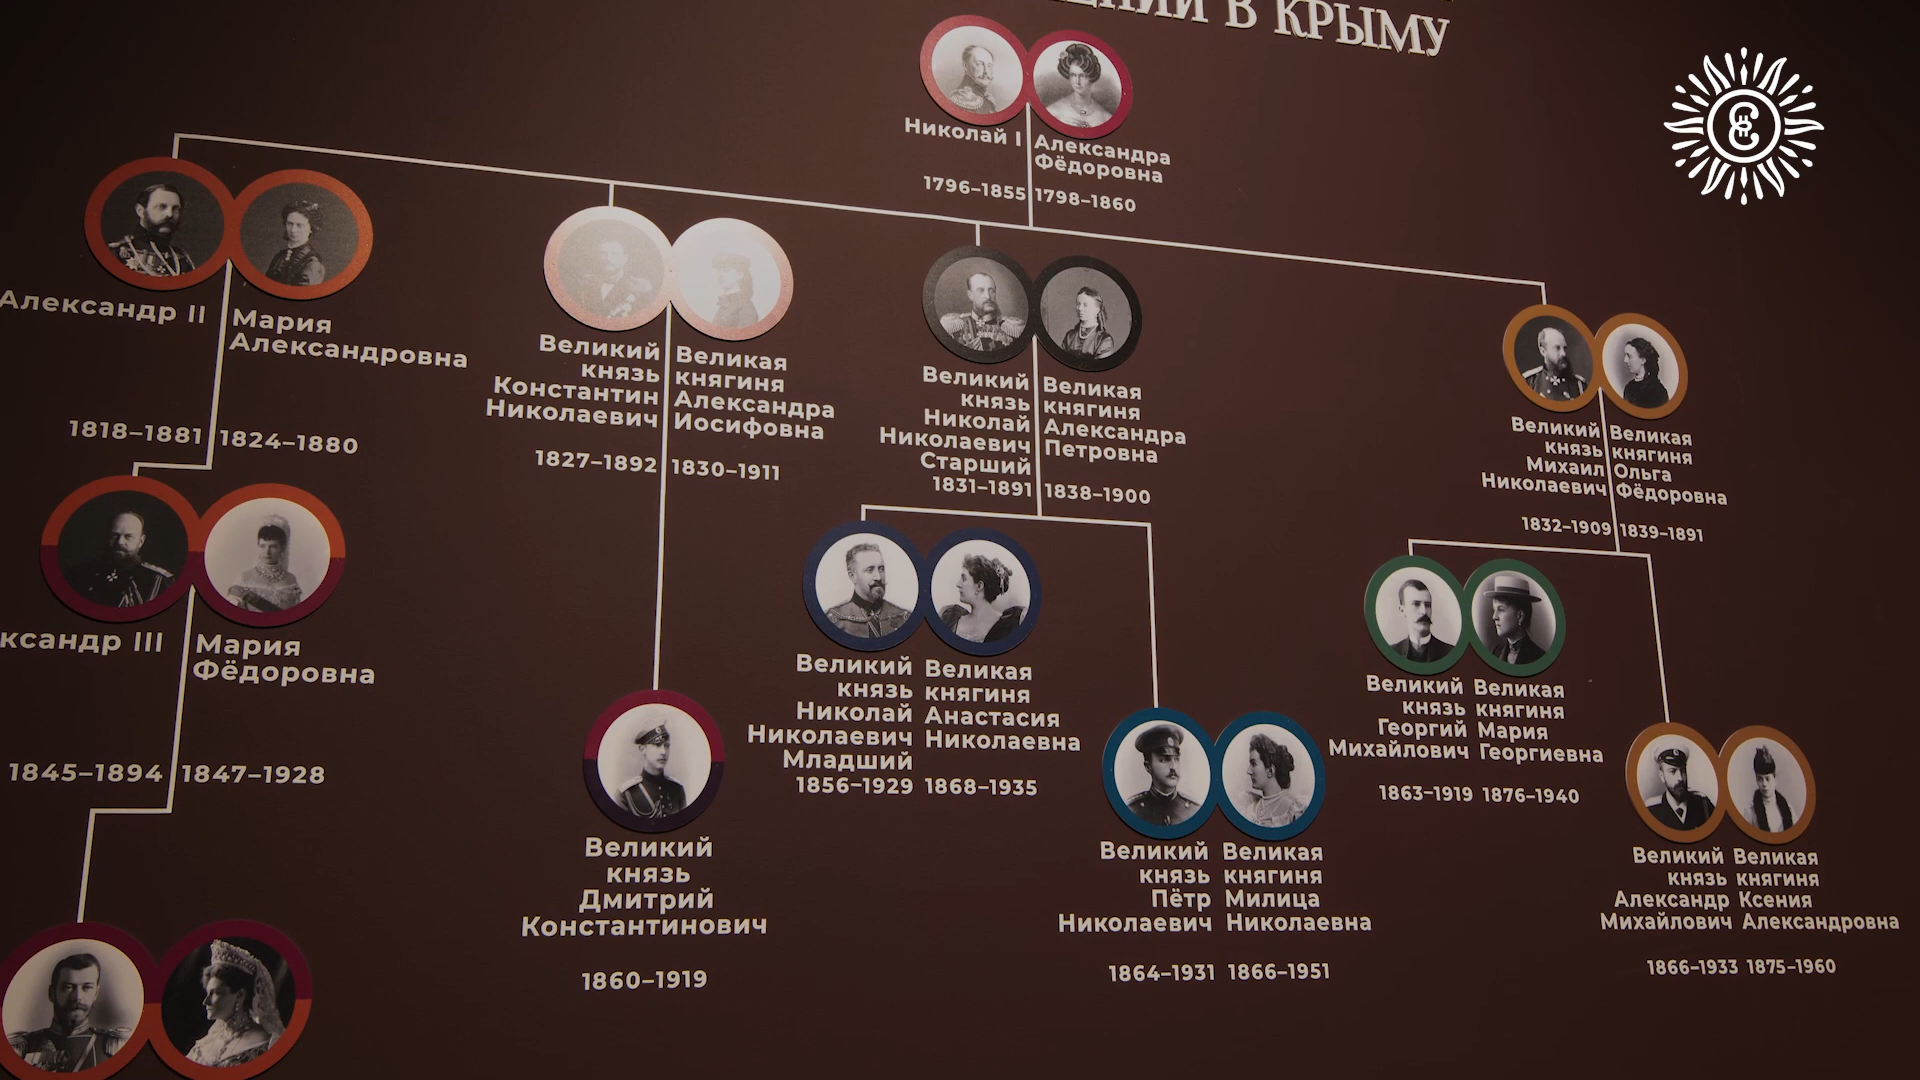 В КРЫМУ
Николай I
1796–1855
Александра
Фёдоровна
1798–1860
Александр II
1818–1881
Мария
Александровна
1824–1880
Великий
князь
Константин
Николаевич
1827–1892
Великая
княгиня
Александра
Иосифовна
1830–1911
Великий
князь
Николай
Николаевич
Старший
1831–1891
Великая
княгиня
Александра
Петровна
1838–1900
Великий
князь
Михаил
Николаевич
1832–1909
Великая
княгиня
Ольга
Фёдоровна
1839–1891
ксандр III
1845–1894
Мария
Фёдоровна
1847–1928
Великий
князь
Дмитрий
Константинович
1860–1919
Великий
князь
Николай
Николаевич
Младший
1856–1929
Великая
княгиня
Анастасия
Николаевна
1868–1935
Великий
князь
Пётр
Николаевич
1864–1931
Великая
княгиня
Милица
Николаевна
1866–1951
Великий
князь
Георгий
Михайлович
1863–1919
Великая
княгиня
Мария
Георгиевна
1876–1940
Великий
князь
Александр
Михайлович
1866–1933
Великая
княгиня
Ксения
Александровна
1875–1960